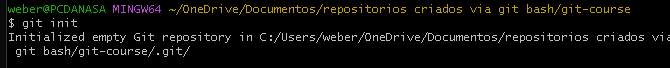 weber@PCDANASA MINGW64 ~/OneDrive/Documentos/repositorios criados via git bash/git-course
$ git init
Initialized empty Git repository in C:/Users/weber/OneDrive/Documentos/repositorios criados via
 git bash/git-course/.git/